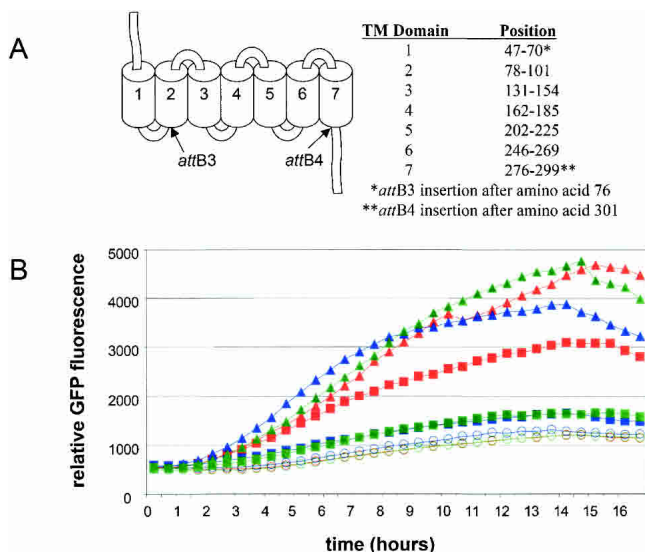 A
1 2 3 4 5 6 7
attB3 attB4
TM Domain Position
1 47-70*
2 78-101
3 131-154
4 162-185
5 202-225
6 246-269
7 276-299**
*attB3 insertion after amino acid 76
**attB4 insertion after amino acid 301
B
relative GFP fluorescence
5000
4000
3000
2000
1000
0
0 1 2 3 4 5 6 7 8 9 10 11 12 13 14 15 16
time (hours)